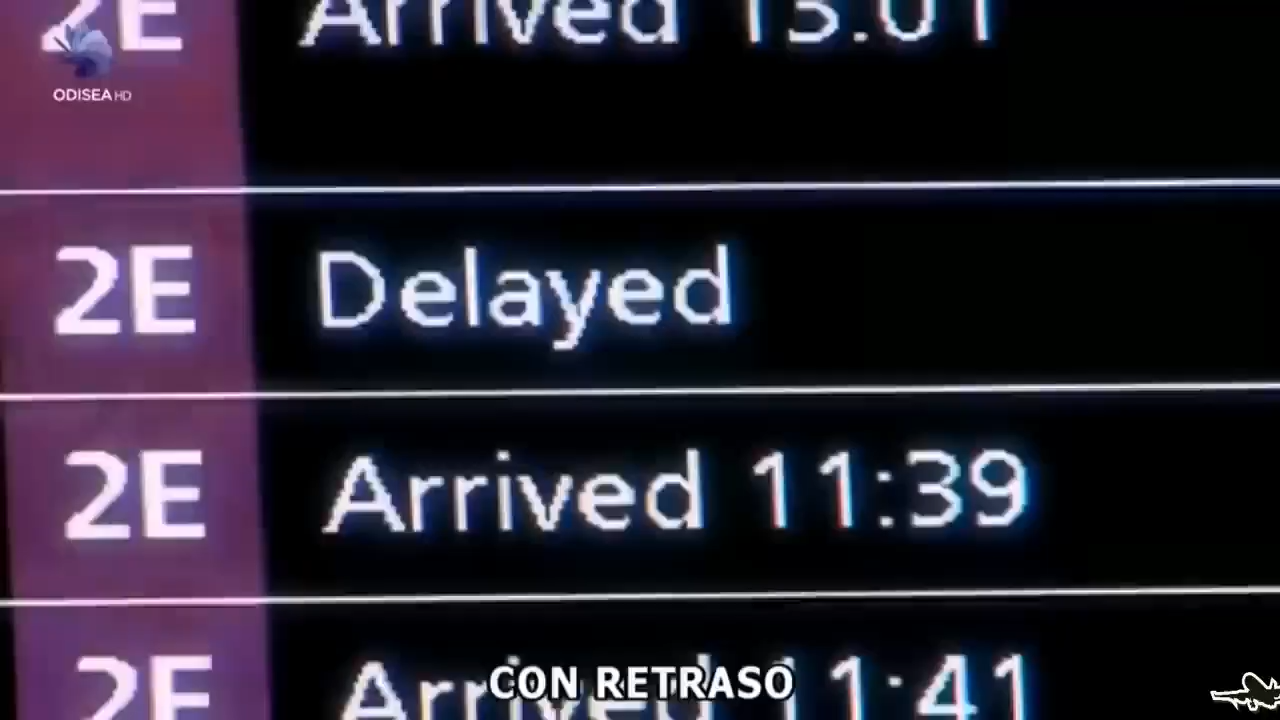 2E Arrived 13:01
ODISEA HD
2E Delayed
2E Arrived 11:39
2E Arrived 11:41
CON RETRASO